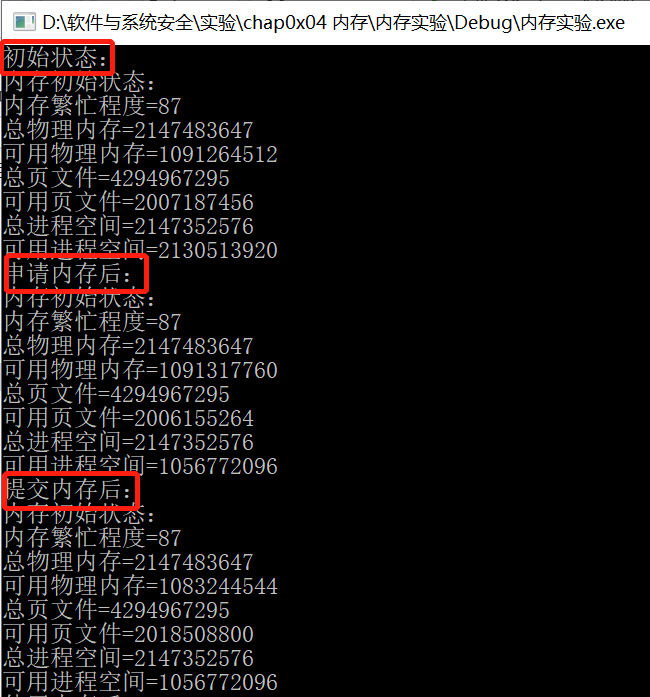 D:\软件与系统安全\实验\chap0x04 内存\内存实验\Debug\内存实验.exe
初始状态:
内存初始状态:
内存繁忙程度=87
总物理内存=2147483647
可用物理内存=1091264512
总页文件=4294967295
可用页文件=2007187456
总进程空间=2147352576
可用进程空间=2130513920
申请内存后:
内存初始状态:
内存繁忙程度=87
总物理内存=2147483647
可用物理内存=1091317760
总页文件=4294967295
可用页文件=2006155264
总进程空间=2147352576
可用进程空间=1056772096
提交内存后:
内存初始状态:
内存繁忙程度=87
总物理内存=2147483647
可用物理内存=1083244544
总页文件=4294967295
可用页文件=2018508800
总进程空间=2147352576
可用进程空间=1056772096